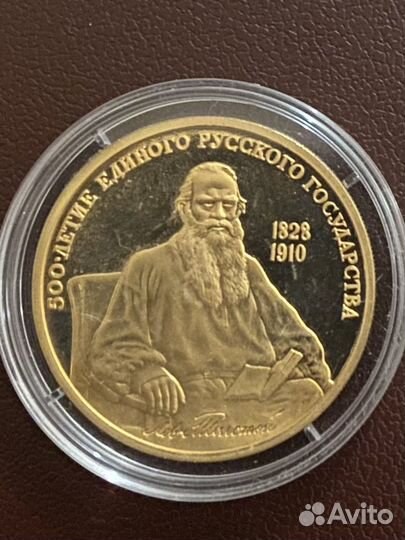 500-ЛЕТИЕ ЕДИНОГО РУССКОГО ГОСУДАРСТВА
1828
1910
Лев Толстой
Avito